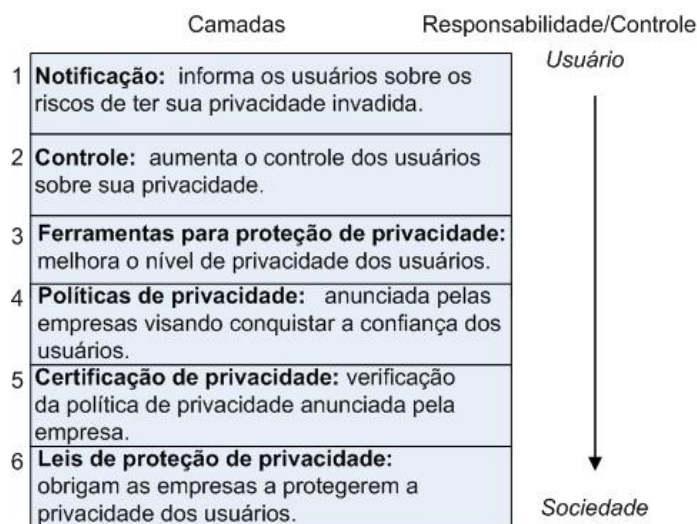 Camadas Responsabilidade/Controle
Usuário
1 Notificação: informa os usuários sobre os
riscos de ter sua privacidade invadida.
2 Controle: aumenta o controle dos usuários
sobre sua privacidade.
3 Ferramentas para proteção de privacidade:
melhora o nível de privacidade dos usuários.
4 Políticas de privacidade: anunciada pelas
empresas visando conquistar a confiança dos
usuários.
5 Certificação de privacidade: verificação
da política de privacidade anunciada pela
empresa.
6 Leis de proteção de privacidade:
obrigam as empresas a protegerem a
privacidade dos usuários.
Sociedade